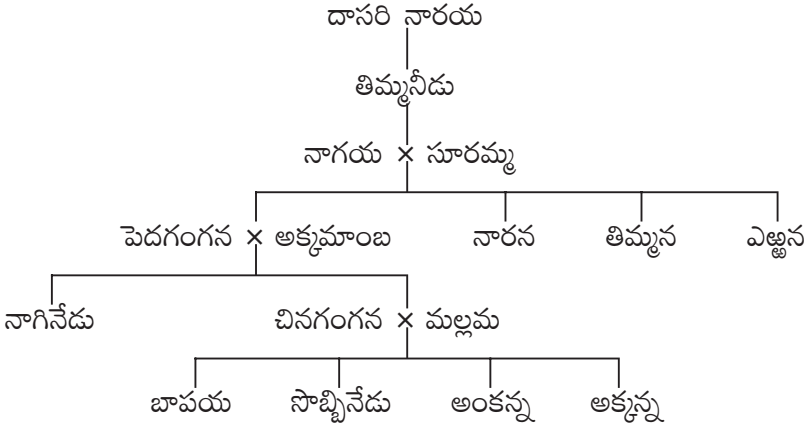 దాసరి నారయ
తిమ్మనీడు
నాగయ × సూరమ్మ
పెదగంగన × అక్కమాంబ నారన తిమ్మన ఎఱ్ఱన
నాగినేడు చినగంగన × మల్లమ
బాపయ సొబ్బినేడు అంకన్న అక్కన్న